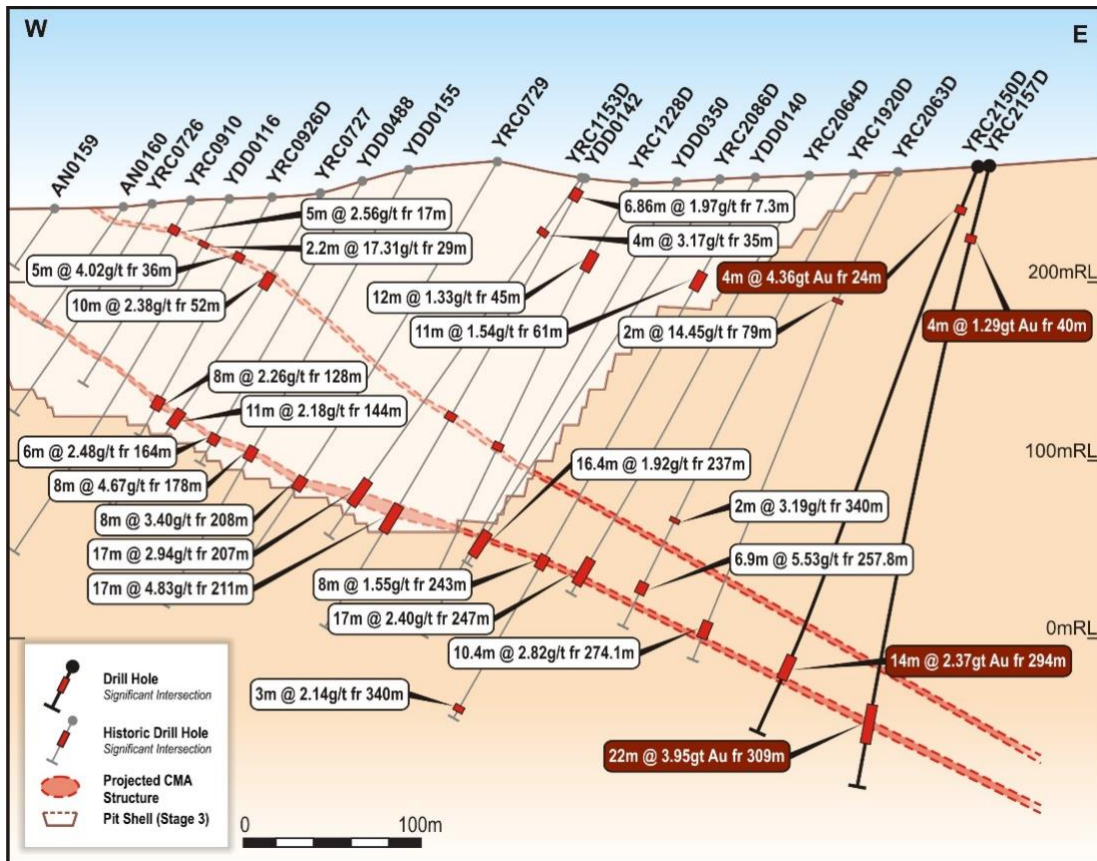 W
E
AN0159
AN0160
YRC0726
YRC0910
YDD0116
YRC0926D
YRC0727
YDD0488
YDD0155
YRC0729
YRC1153D
YDD0142
YRC1228D
YDD0350
YRC2086D
YDD0140
YRC2064D
YRC1920D
YRC2063D
YRC2150D
YRC2157D
5m @ 2.56g/t fr 17m
2.2m @ 17.31g/t fr 29m
5m @ 4.02g/t fr 36m
10m @ 2.38g/t fr 52m
6.86m @ 1.97g/t fr 7.3m
4m @ 3.17g/t fr 35m
12m @ 1.33g/t fr 45m
11m @ 1.54g/t fr 61m
4m @ 4.36gt Au fr 24m
2m @ 14.45g/t fr 79m
4m @ 1.29gt Au fr 40m
200mRL
8m @ 2.26g/t fr 128m
11m @ 2.18g/t fr 144m
6m @ 2.48g/t fr 164m
8m @ 4.67g/t fr 178m
8m @ 3.40g/t fr 208m
17m @ 2.94g/t fr 207m
17m @ 4.83g/t fr 211m
16.4m @ 1.92g/t fr 237m
100mRL
2m @ 3.19g/t fr 340m
6.9m @ 5.53g/t fr 257.8m
8m @ 1.55g/t fr 243m
17m @ 2.40g/t fr 247m
10.4m @ 2.82g/t fr 274.1m
0mRL
14m @ 2.37gt Au fr 294m
3m @ 2.14g/t fr 340m
22m @ 3.95gt Au fr 309m
Drill Hole
Significant Intersection
Historic Drill Hole
Significant Intersection
Projected CMA
Structure
Pit Shell (Stage 3)
0
100m